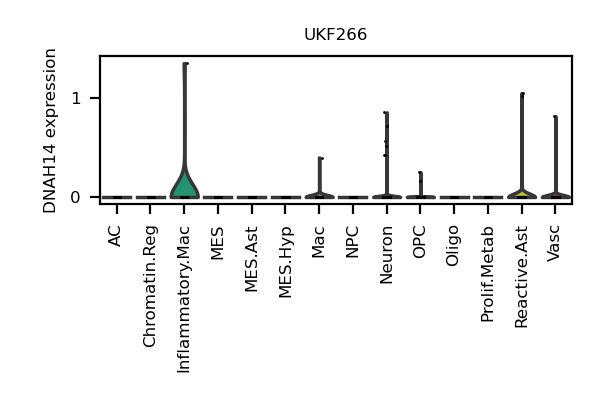 UKF266
DNAH14 expression
1
0
AC
Chromatin.Reg
Inflammatory.Mac
MES
MES.Ast
MES.Hyp
Mac
NPC
Neuron
OPC
Oligo
Prolif.Metab
Reactive.Ast
Vasc